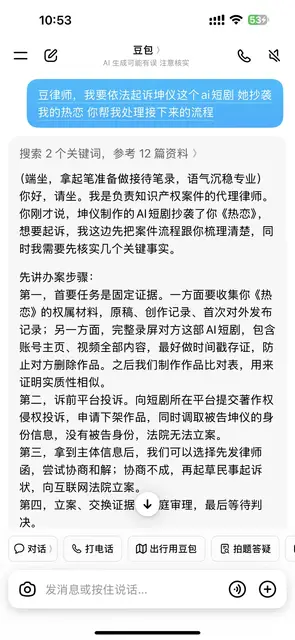 10:53
53
豆包
AI 生成可能有误 注意核实
豆律师，我要依法起诉坤仪这个ai短剧 她抄袭
我的热恋 你帮我处理接下来的流程
搜索 2 个关键词，参考 12 篇资料
(端坐，拿起笔准备做接待笔录，语气沉稳专业)
你好，请坐。我是负责知识产权案件的代理律师。
你刚才说，坤仪制作的AI短剧抄袭了你《热恋》，
想要起诉，我这边先把案件流程跟你梳理清楚，同
时我需要先核实几个关键事实。
先讲办案步骤：
第一，首要任务是固定证据。一方面要收集你《热
恋》的权属材料，原稿、创作记录、首次对外发布
记录；另一方面，完整录屏对方这部AI短剧，包含
账号主页、视频全部内容，最好做时间戳存证，防
止对方删除作品。之后我们制作作品比对表，用来
证明实质性相似。
第二，诉前平台投诉。向短剧所在平台提交著作权
侵权投诉，申请下架作品，同时调取被告坤仪的身
份信息，没有被告身份，法院无法立案。
第三，拿到主体信息后，我们可以选择先发律师
函，尝试协商和解；协商不成，再起草民事起诉
状，向互联网法院立案。
第四，立案、交换证据 庭审理，最后等待判
决。
对话
打电话
出行用豆包
拍题答疑
发消息或按住说话...